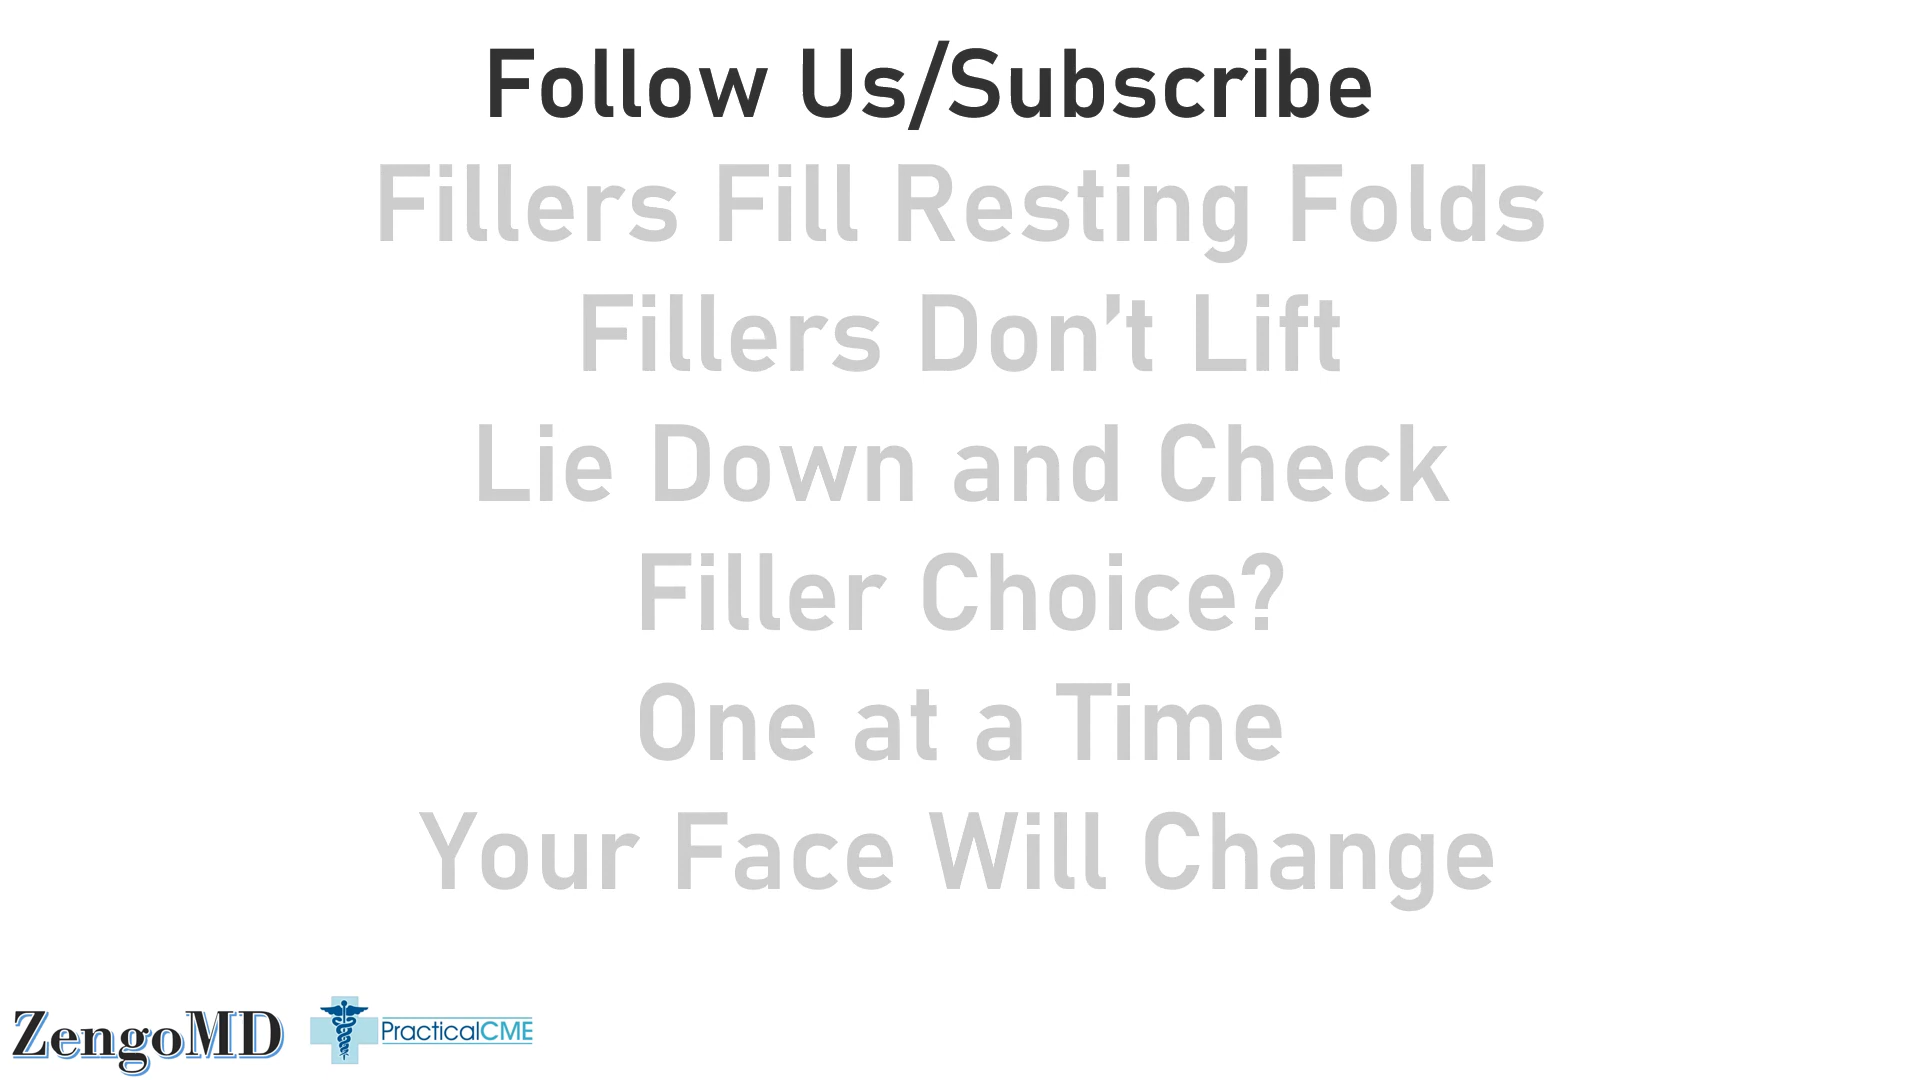 Follow Us/Subscribe
Fillers Fill Resting Folds
Fillers Don’t Lift
Lie Down and Check
Filler Choice?
One at a Time
Your Face Will Change
ZengoMD
PracticalCME